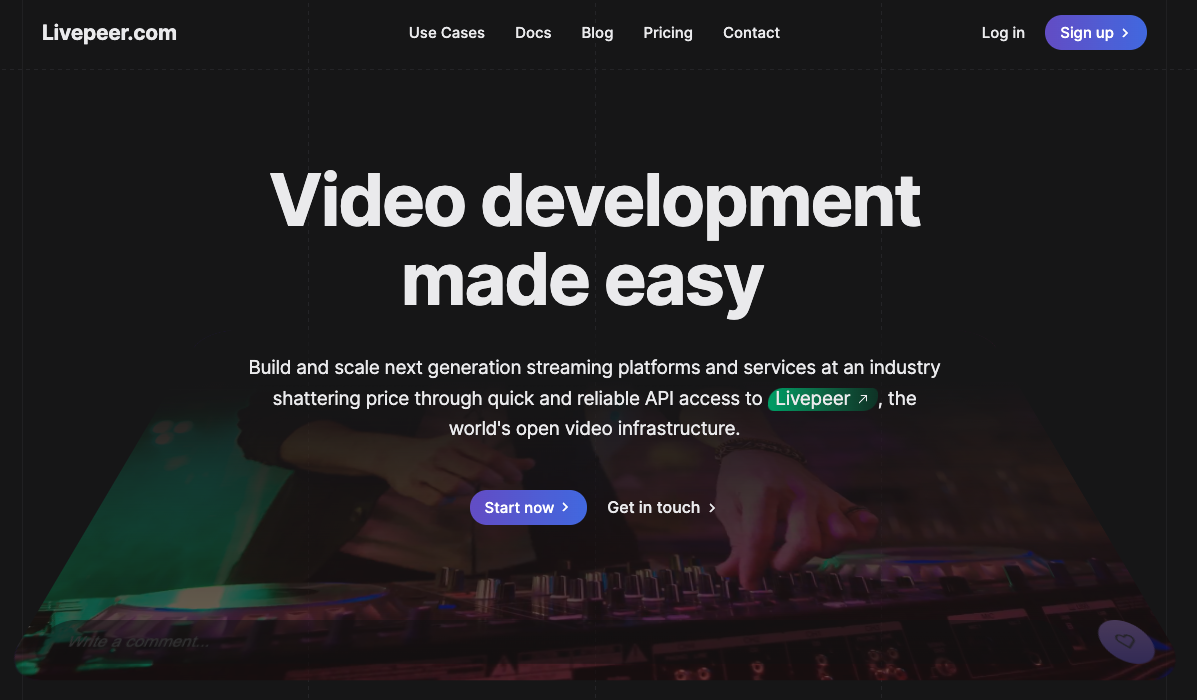 Livepeer.com
Use Cases Docs Blog Pricing Contact
Log in Sign up
Video development
made easy
Build and scale next generation streaming platforms and services at an industry
shattering price through quick and reliable API access to Livepeer ↗, the
world's open video infrastructure.
Start now Get in touch
Write a comment...